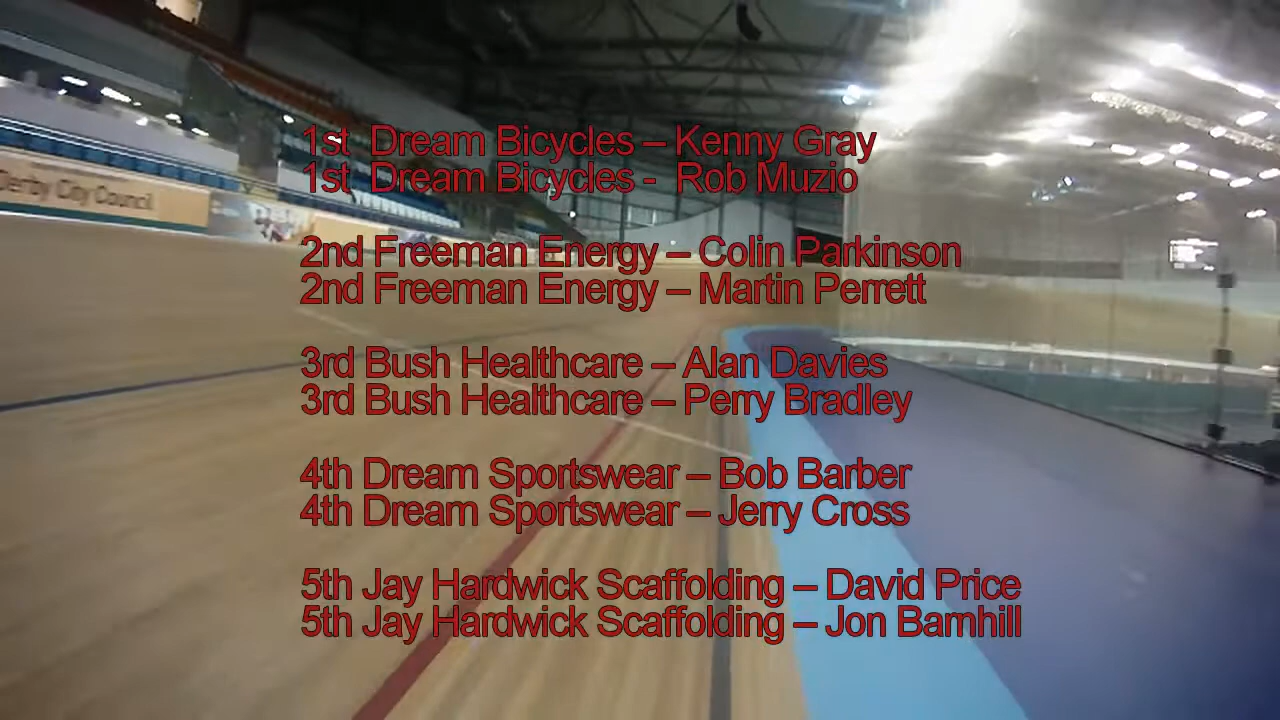 1st Dream Bicycles – Kenny Gray
1st Dream Bicycles - Rob Muzio
2nd Freeman Energy – Colin Parkinson
2nd Freeman Energy – Martin Perrett
3rd Bush Healthcare – Alan Davies
3rd Bush Healthcare – Perry Bradley
4th Dream Sportswear – Bob Barber
4th Dream Sportswear – Jerry Cross
5th Jay Hardwick Scaffolding – David Price
5th Jay Hardwick Scaffolding – Jon Barnhill
Derby City Council